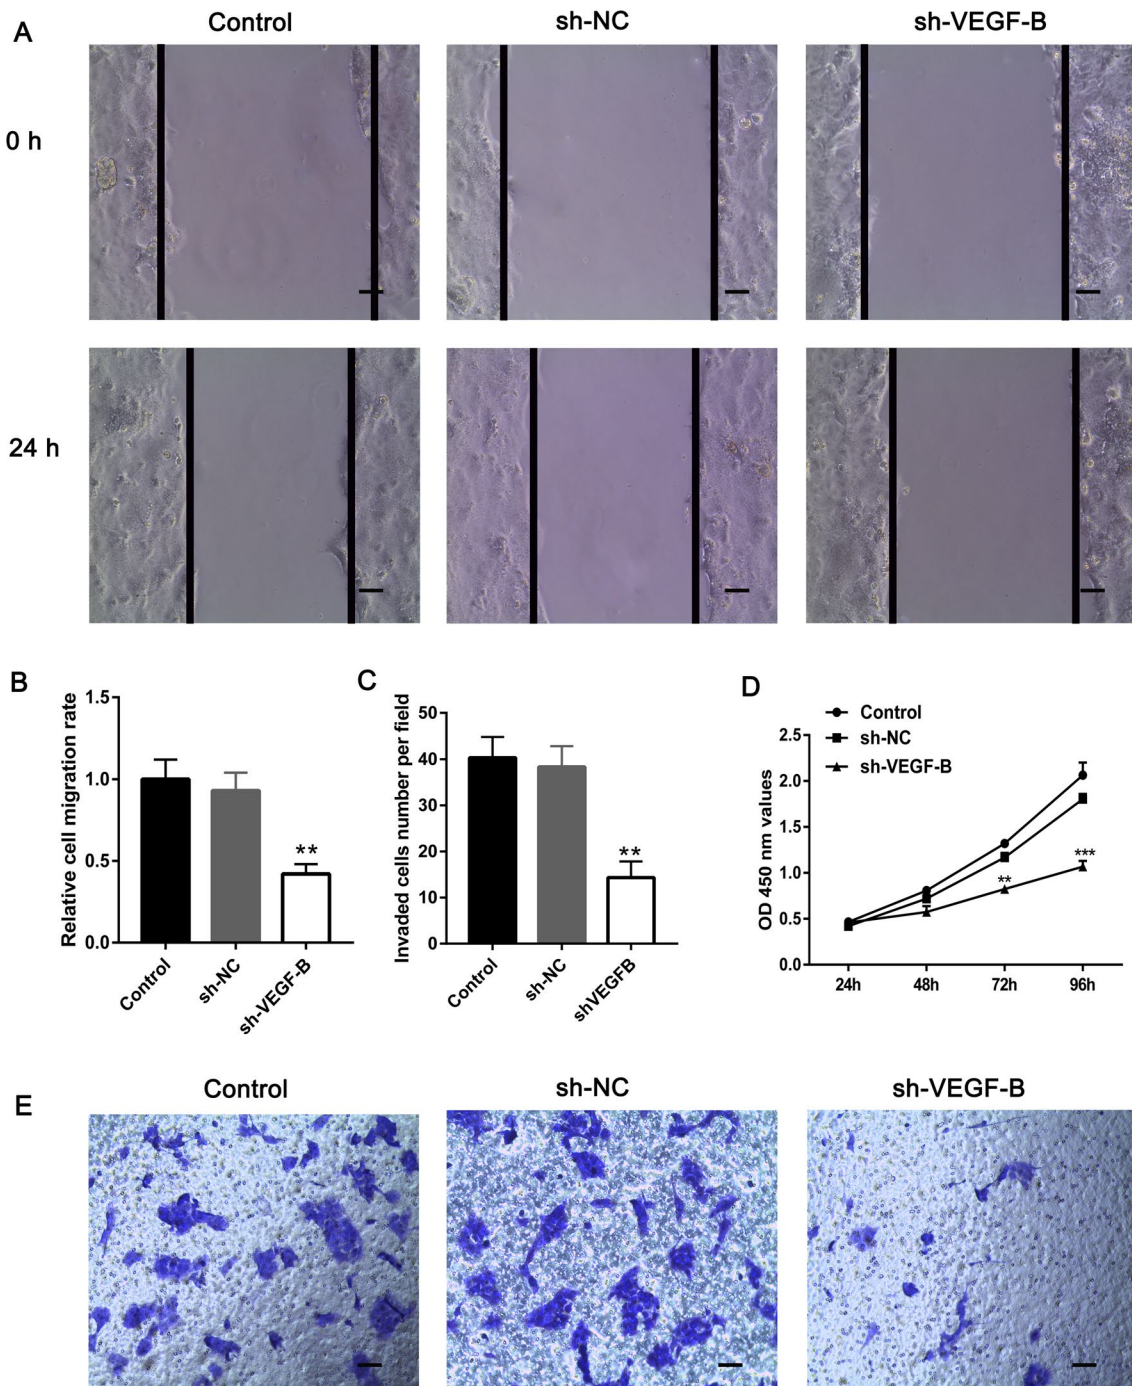 A
Control
sh-NC
sh-VEGF-B
0 h
24 h
B
Relative cell migration rate
1.5
1.0
0.5
0.0
**
Control
sh-NC
sh-VEGF-B
C
Invaded cells number per field
50
40
30
20
10
0
**
Control
sh-NC
shVEGFB
D
Control
sh-NC
sh-VEGF-B
OD 450 nm values
2.5
2.0
1.5
1.0
0.5
0.0
**
***
24h
48h
72h
96h
E
Control
sh-NC
sh-VEGF-B